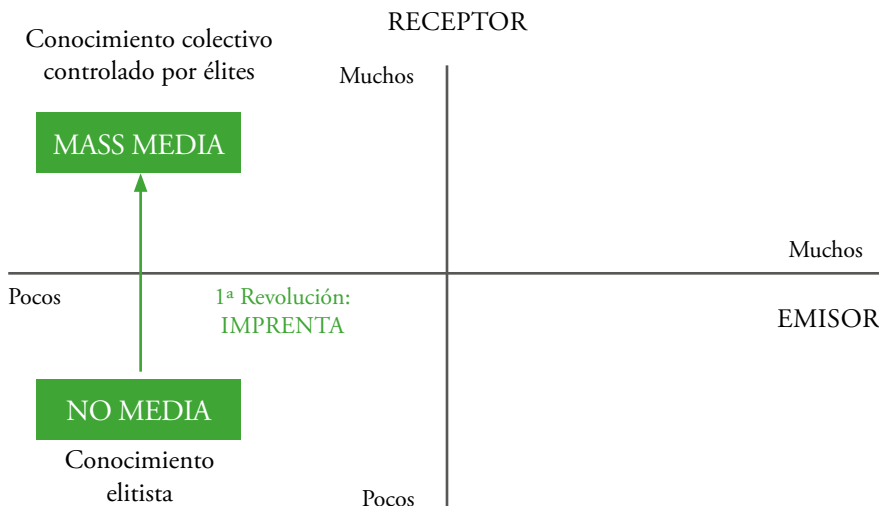 RECEPTOR
Conocimiento colectivo
controlado por élites
Muchos
MASS MEDIA
Muchos
Pocos
1ª Revolución:
IMPRENTA
EMISOR
NO MEDIA
Conocimiento
elitista
Pocos